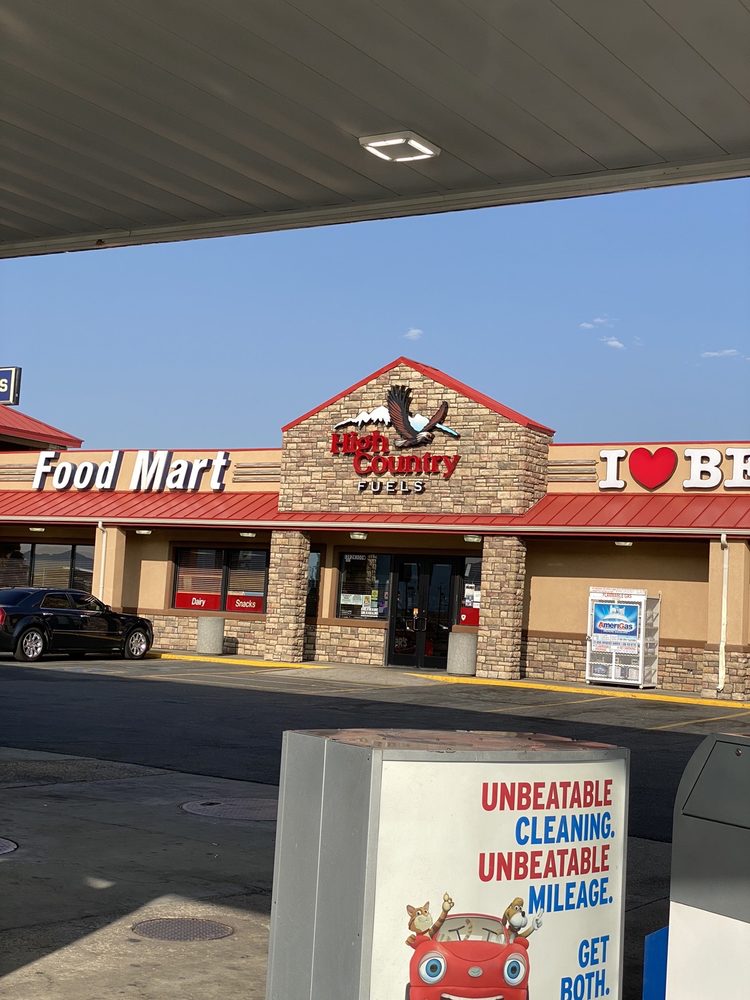 S
Food Mart
High
Country
FUELS
I ❤ BE
Dairy
Snacks
AmeriGas
UNBEATABLE
CLEANING.
UNBEATABLE
MILEAGE.
GET
BOTH.